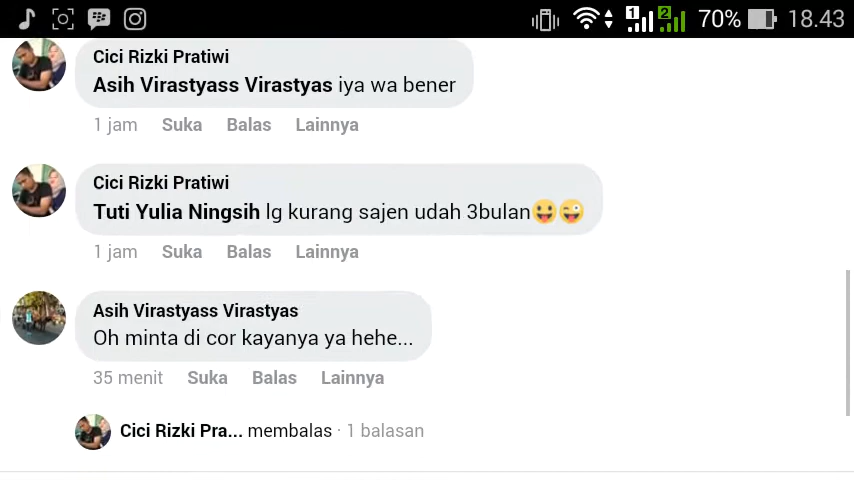 1 2 70% 18.43
Cici Rizki Pratiwi
Asih Virastyass Virastyas iya wa bener
1 jam Suka Balas Lainnya
Cici Rizki Pratiwi
Tuti Yulia Ningsih lg kurang sajen udah 3bulan😀😜
1 jam Suka Balas Lainnya
Asih Virastyass Virastyas
Oh minta di cor kayanya ya hehe...
35 menit Suka Balas Lainnya
Cici Rizki Pra... membalas · 1 balasan